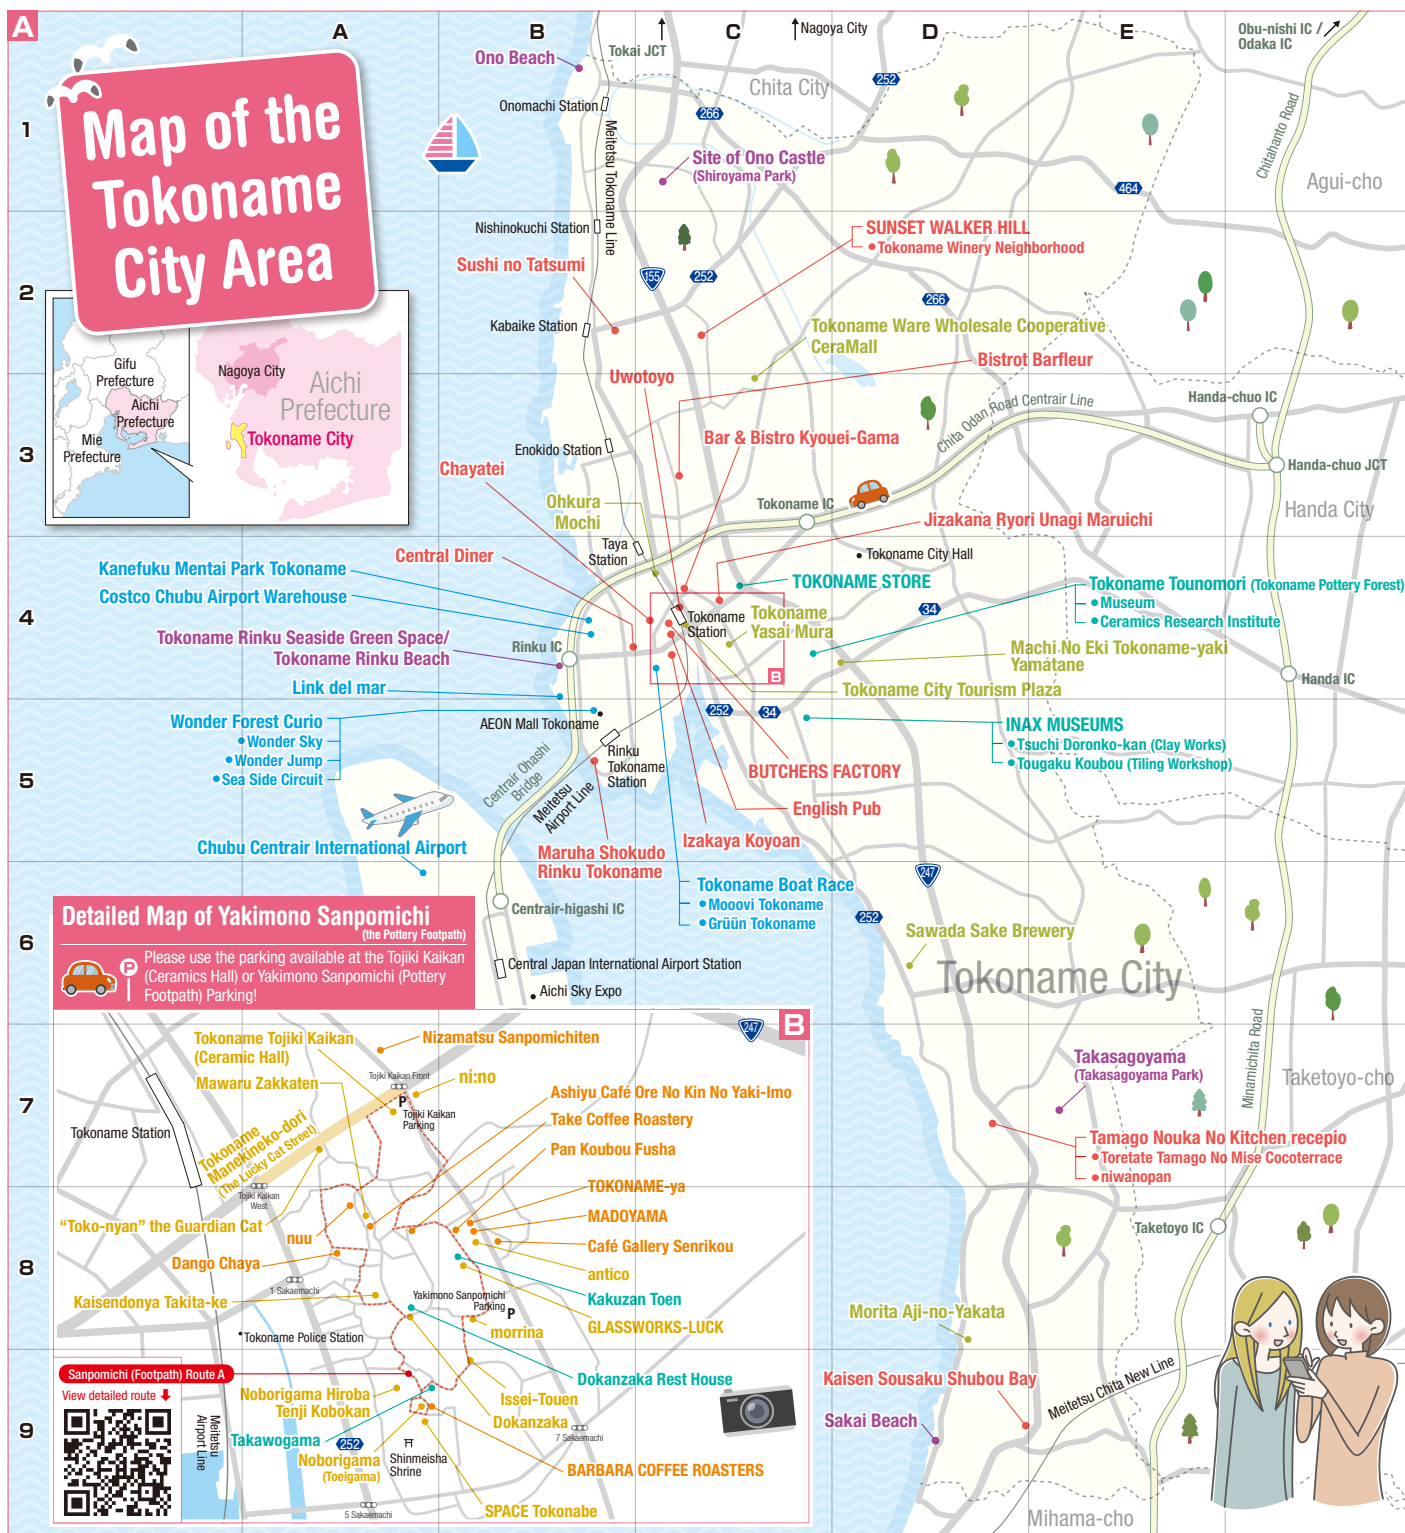 A
A
B
C
D
E
1
2
3
4
5
6
7
8
9
Map of the
Tokoname
City Area
Gifu
Prefecture
Aichi
Prefecture
Mie
Prefecture
Nagoya City
Aichi
Prefecture
Tokoname City
Ono Beach
Tokai JCT
Nagoya City
Obu-nishi IC /
Odaka IC
Chita City
252
266
Onomachi Station
Meitetsu Tokoname Line
Site of Ono Castle
(Shiroyama Park)
464
Chitahanto Road
Agui-cho
Nishinokuchi Station
SUNSET WALKER HILL
Tokoname Winery Neighborhood
Sushi no Tatsumi
155
252
266
Kabaike Station
Tokoname Ware Wholesale Cooperative
CeraMall
Bistrot Barfleur
Uwotoyo
Handa-chuo IC
Chita Odan Road Centrair Line
Bar & Bistro Kyouei-Gama
Enokido Station
Chayatei
Handa-chuo JCT
Ohkura
Mochi
Tokoname IC
Handa City
Jizakana Ryori Unagi Maruichi
Taya
Station
Central Diner
Tokoname City Hall
Kanefuku Mentai Park Tokoname
Costco Chubu Airport Warehouse
TOKONAME STORE
Tokoname Tounomori (Tokoname Pottery Forest)
Museum
Ceramics Research Institute
34
Tokoname
Station
Tokoname
Yasai Mura
Tokoname Rinku Seaside Green Space/
Tokoname Rinku Beach
Rinku IC
Machi No Eki Tokoname-yaki
Yamatane
B
Handa IC
Link del mar
Tokoname City Tourism Plaza
Wonder Forest Curio
Wonder Sky
Wonder Jump
Sea Side Circuit
AEON Mall Tokoname
252
34
INAX MUSEUMS
Tsuchi Doronko-kan (Clay Works)
Tougaku Koubou (Tiling Workshop)
Rinku
Tokoname
Station
Centrair Ohashi
Bridge
Meitetsu
Airport Line
BUTCHERS FACTORY
English Pub
Izakaya Koyoan
Chubu Centrair International Airport
Maruha Shokudo
Rinku Tokoname
247
Tokoname Boat Race
Mooovi Tokoname
Grüün Tokoname
Centrair-higashi IC
252
Sawada Sake Brewery
Tokoname City
Central Japan International Airport Station
Aichi Sky Expo
Minamichita Road
Takasagoyama
(Takasagoyama Park)
Taketoyo-cho
Tamago Nouka No Kitchen recepio
Toretate Tamago No Mise Cocoterrace
niwanopan
Taketoyo IC
Morita Aji-no-Yakata
Kaisen Sousaku Shubou Bay
Meitetsu Chita New Line
Sakai Beach
Mihama-cho
Detailed Map of Yakimono Sanpomichi
(the Pottery Footpath)
P
Please use the parking available at the Tojiki Kaikan
(Ceramics Hall) or Yakimono Sanpomichi (Pottery
Footpath) Parking!
B
247
Tokoname Tojiki Kaikan
(Ceramic Hall)
Nizamatsu Sanpomichiten
Mawaru Zakkaten
Tojiki Kaikan Front
ni:no
P
Tojiki Kaikan
Parking
Ashiyu Café Ore No Kin No Yaki-Imo
Take Coffee Roastery
Pan Koubou Fusha
Tokoname Station
Tokoname
Manekineko-dori
(The Lucky Cat Street)
Tojiki Kaikan
West
TOKONAME-ya
MADOYAMA
Café Gallery Senrikou
antico
"Toko-nyan" the Guardian Cat
nuu
Dango Chaya
1 Sakaemachi
Kaisendonya Takita-ke
Yakimono Sanpomichi
Parking
P
Kakuzan Toen
GLASSWORKS-LUCK
morrina
Tokoname Police Station
Sanpomichi (Footpath) Route A
View detailed route
Dokanzaka Rest House
Noborigama Hiroba
Tenji Kobokan
Issei-Touen
Dokanzaka
Takawogama
Meitetsu
Airport Line
252
Noborigama
(Toeigama)
Shinmeisha
Shrine
7 Sakaemachi
BARBARA COFFEE ROASTERS
SPACE Tokonabe
5 Sakaemachi